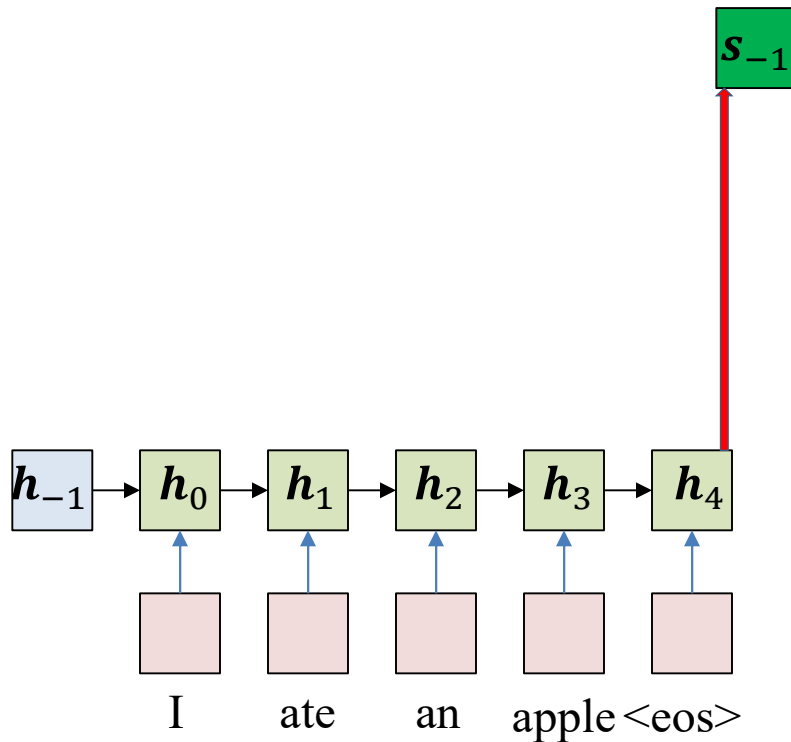 s₋₁
h₋₁ h₀ h₁ h₂ h₃ h₄
I ate an apple <eos>